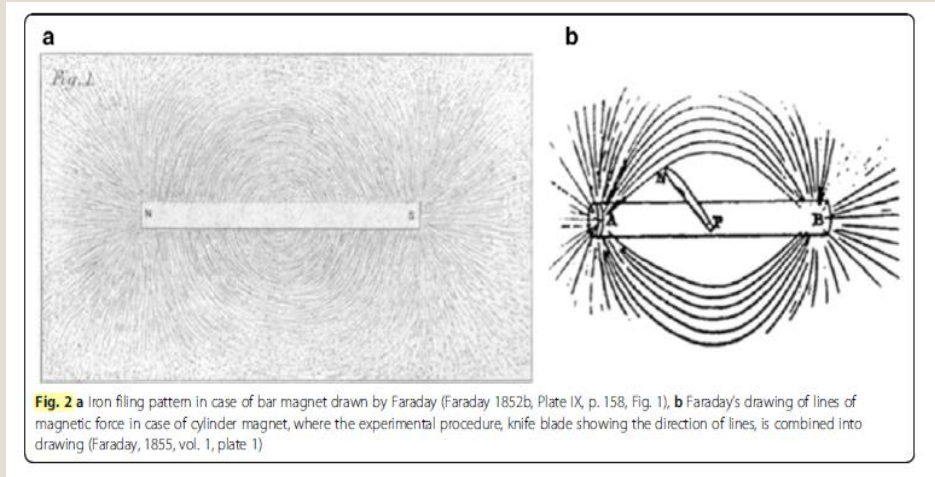 a
b
Fig. 1.
N
S
N
P
A
B
Fig. 2 a Iron filing pattern in case of bar magnet drawn by Faraday (Faraday 1852b, Plate IX, p. 158, Fig. 1), b Faraday's drawing of lines of
magnetic force in case of cylinder magnet, where the experimental procedure, knife blade showing the direction of lines, is combined into
drawing (Faraday, 1855, vol. 1, plate 1)